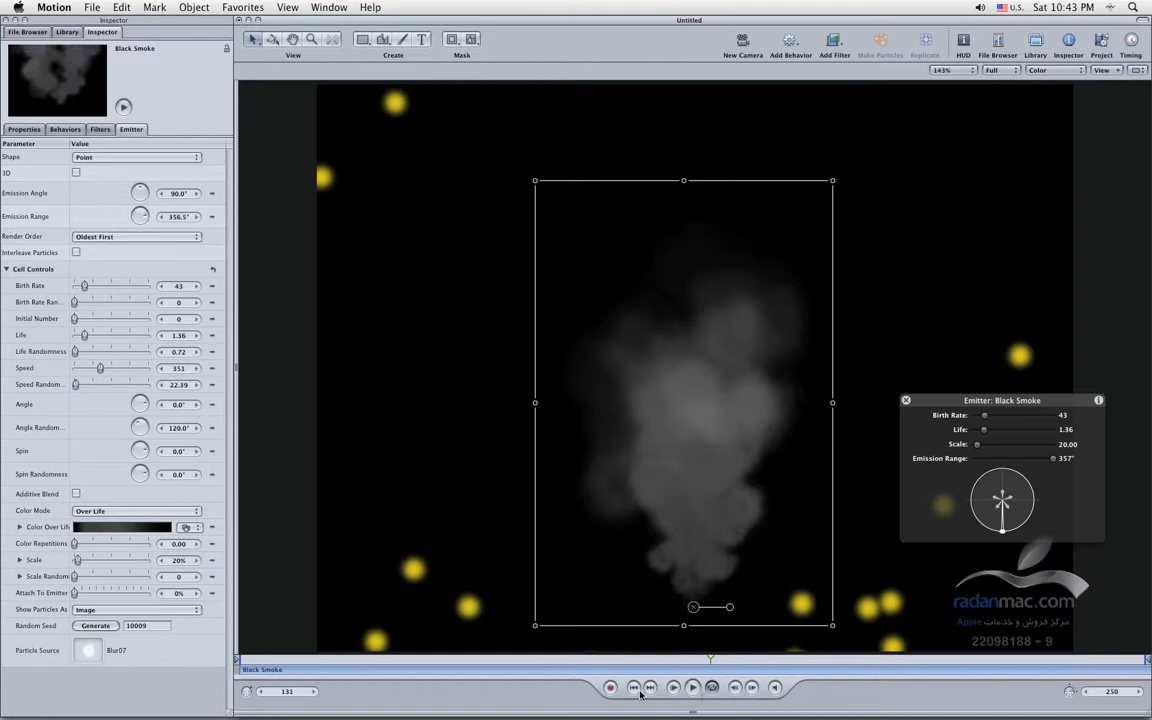 Motion File Edit Mark Object Favorites View Window Help U.S. Sat 10:43 PM
Inspector Untitled
File Browser Library Inspector
View Create Mask New Camera Add Behavior Add Filter Make Particles Replicate HUD File Browser Library Inspector Project Timing
143% Full Color View
Black Smoke
Properties Behaviors Filters Emitter
Parameter Value
Shape Point
3D
Emission Angle 90.0°
Emission Range 356.5°
Render Order Oldest First
Interleave Particles
Cell Controls
Birth Rate 43
Birth Rate Ran... 0
Initial Number 0
Life 1.36
Life Randomness 0.72
Speed 351
Speed Random... 22.39
Angle 0.0°
Angle Random... 120.0°
Spin 0.0°
Spin Randomness 0.0°
Additive Blend
Color Mode Over Life
Color Over Lif
Color Repetitions 0.00
Scale 20%
Scale Random 0
Attach To Emitter 0%
Show Particles As Image
Random Seed Generate 10009
Particle Source Blur07
Emitter: Black Smoke
Birth Rate: 43
Life: 1.36
Scale: 20.00
Emission Range: 357°
radanmac.com
مرکز فروش و خدمات Apple
22098188 - 9
Black Smoke
131 250